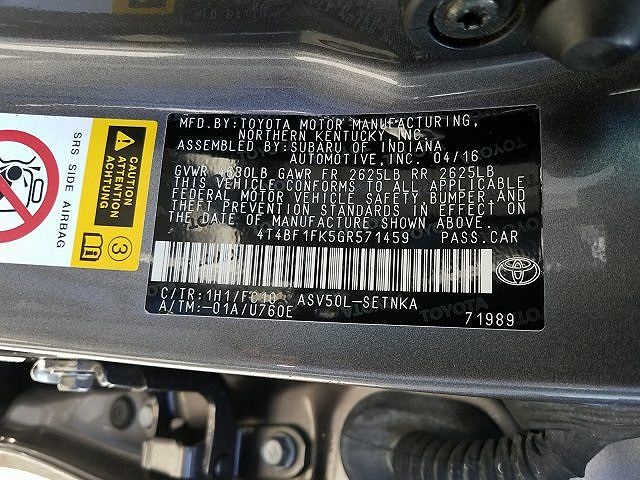 MFD.BY:TOYOTA MOTOR MANUFACTURING,
NORTHERN KENTUCKY, INC.
ASSEMBLED BY:SUBARU OF INDIANA
AUTOMOTIVE, INC. 04/16
GVWR 4630LB GAWR FR 2625LB RR 2625LB
THIS VEHICLE CONFORMS TO ALL APPLICABLE
FEDERAL MOTOR VEHICLE SAFETY, BUMPER, AND
THEFT PREVENTION STANDARDS IN EFFECT ON
THE DATE OF MANUFACTURE SHOWN ABOVE.
4T4BF1FK5GR571459 PASS.CAR
C/TR:1H1/FC10 ASV50L-SETNKA
A/TM:-01A/U760E
71989
TOYOTA
SRS SIDE AIRBAG
CAUTION
ATTENTION
ACHTUNG
3